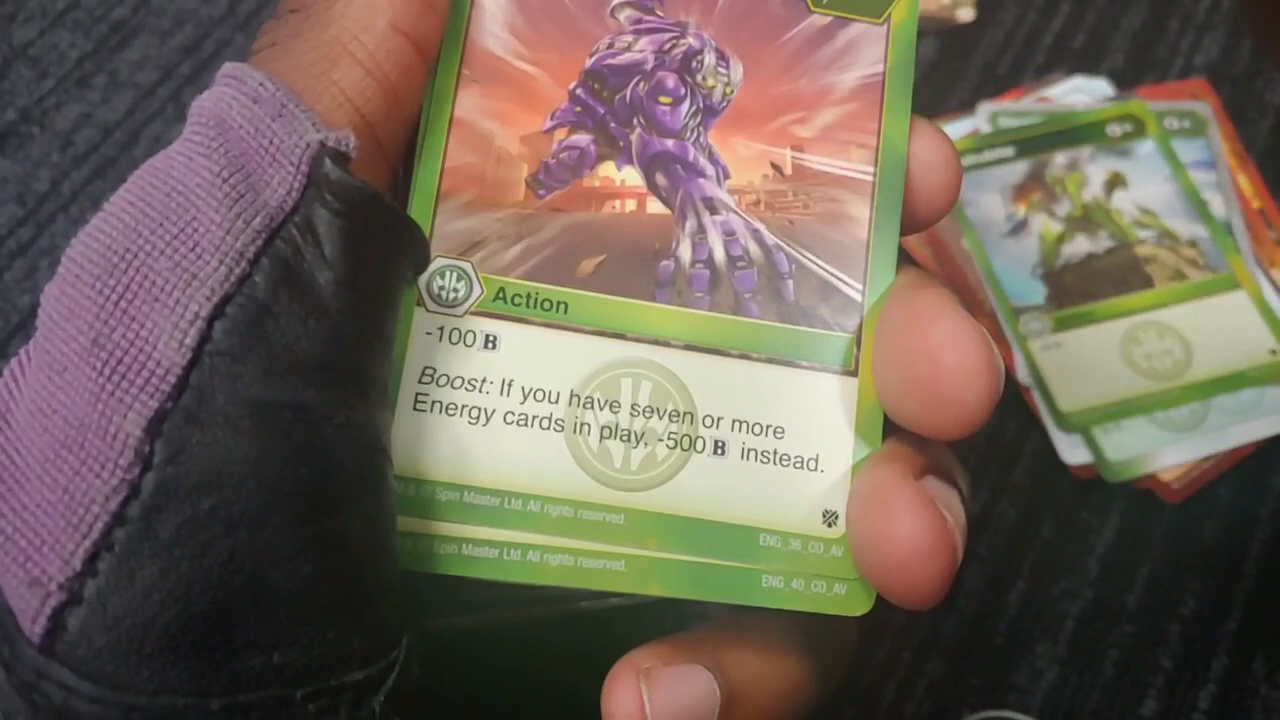 Action
-100 B
Boost: If you have seven or more
Energy cards in play, -500 B instead.
Spin Master Ltd. All rights reserved.
ENG_36_CO_AV
Spin Master Ltd. All rights reserved.
ENG_40_CO_AV